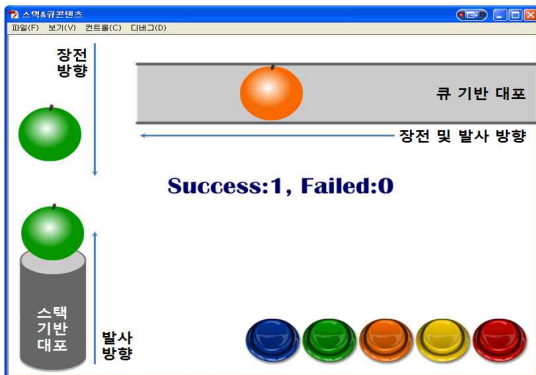 스택&큐콘텐츠
파일(F) 보기(V) 컨트롤(C) 디버그(D)
장전
방향
큐 기반 대포
장전 및 발사 방향
Success:1, Failed:0
스택
기반
대포
발사
방향